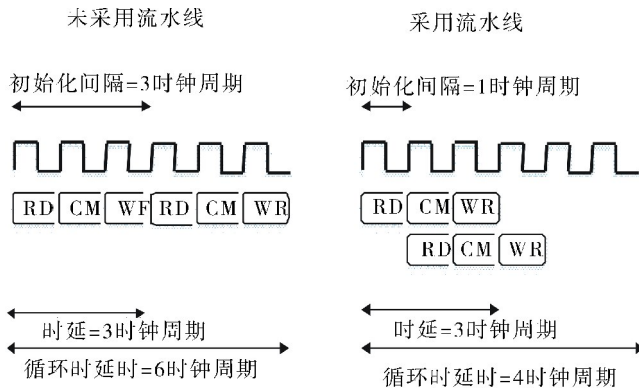 未采用流水线
采用流水线
初始化间隔=3时钟周期
初始化间隔=1时钟周期
RD CM WF RD CM WR
RD CM WR
RD CM WR
时延=3时钟周期
时延=3时钟周期
循环时延时=6时钟周期
循环时延时=4时钟周期